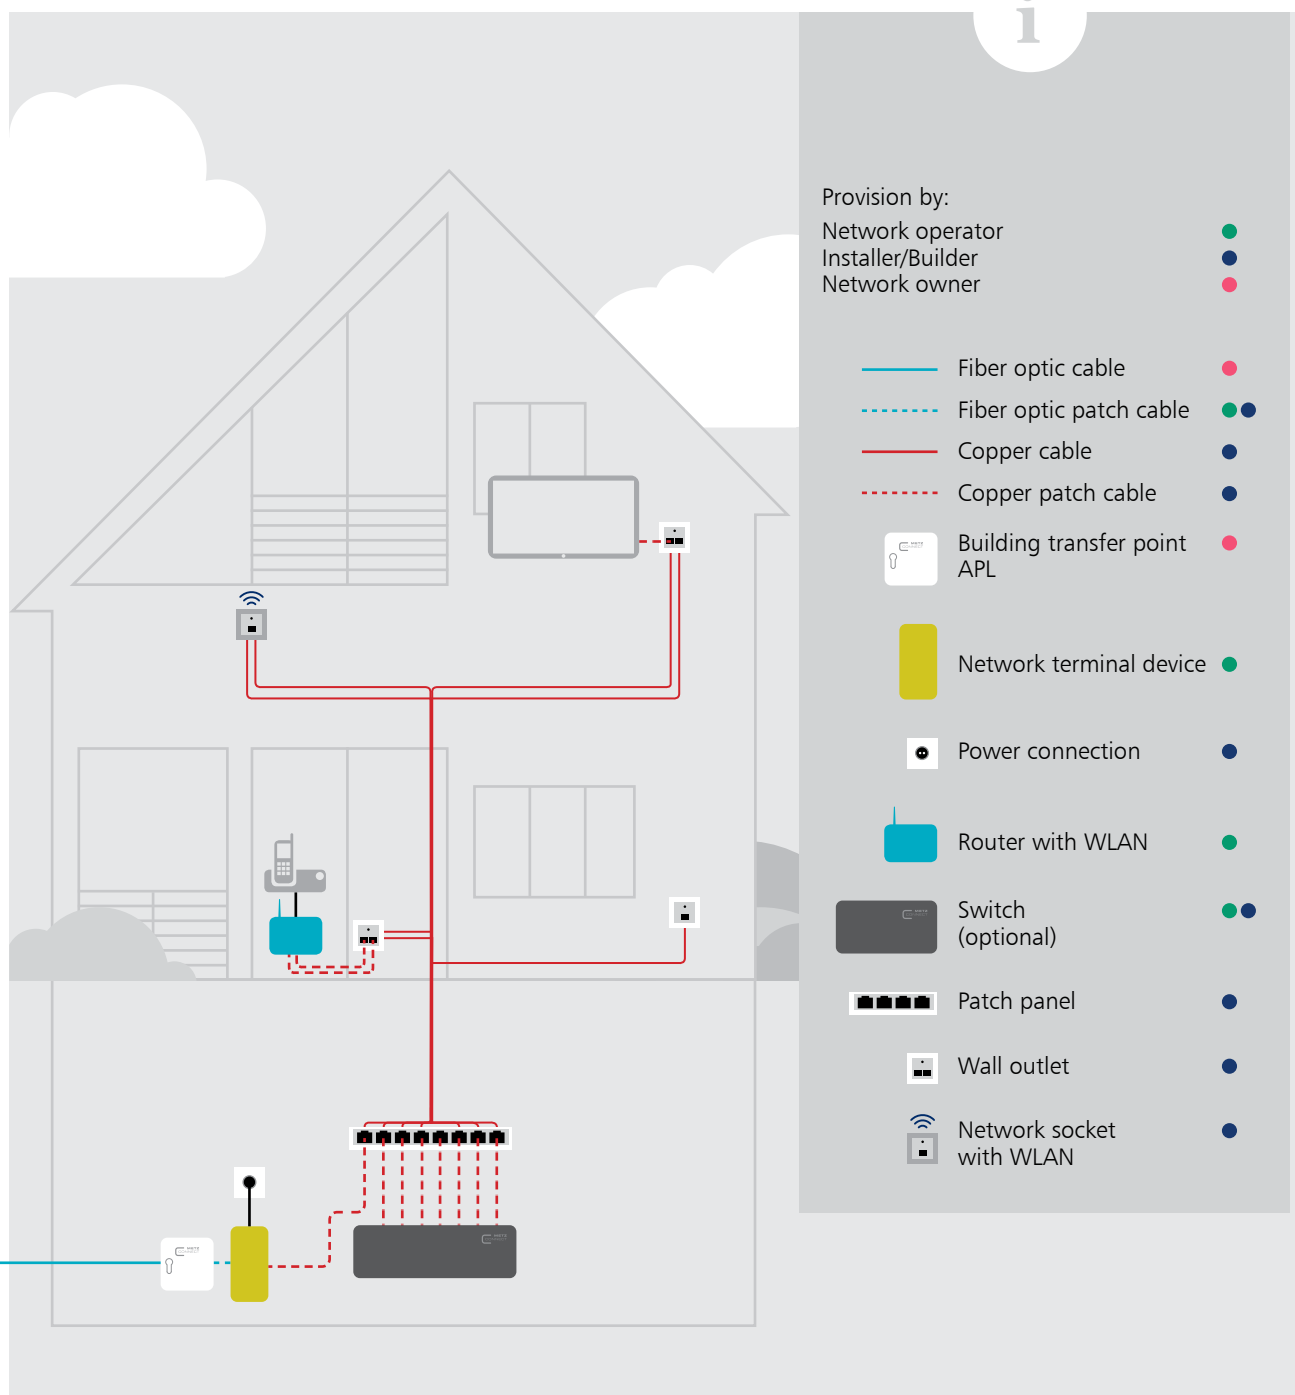 i
Provision by:
Network operator
Installer/Builder
Network owner
Fiber optic cable
Fiber optic patch cable
Copper cable
Copper patch cable
Building transfer point
APL
Network terminal device
Power connection
Router with WLAN
Switch
(optional)
Patch panel
Wall outlet
Network socket
with WLAN